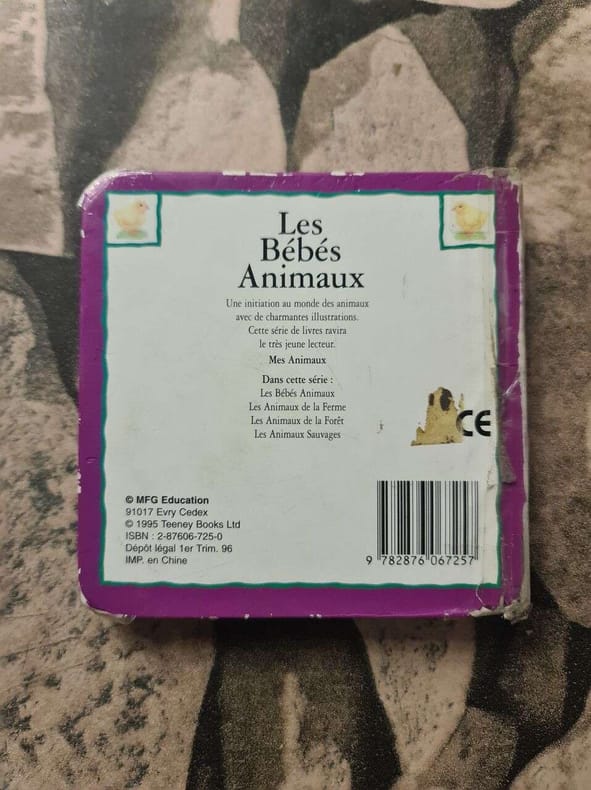 Les
Bébés
Animaux
Une initiation au monde des animaux
avec de charmantes illustrations.
Cette série de livres ravira
le très jeune lecteur.
Mes Animaux
Dans cette série :
Les Bébés Animaux
Les Animaux de la Ferme
Les Animaux de la Forêt
Les Animaux Sauvages
CE
© MFG Education
91017 Evry Cedex
© 1995 Teeney Books Ltd
ISBN : 2-87606-725-0
Dépôt légal 1er Trim. 96
IMP. en Chine
9 782876 067257